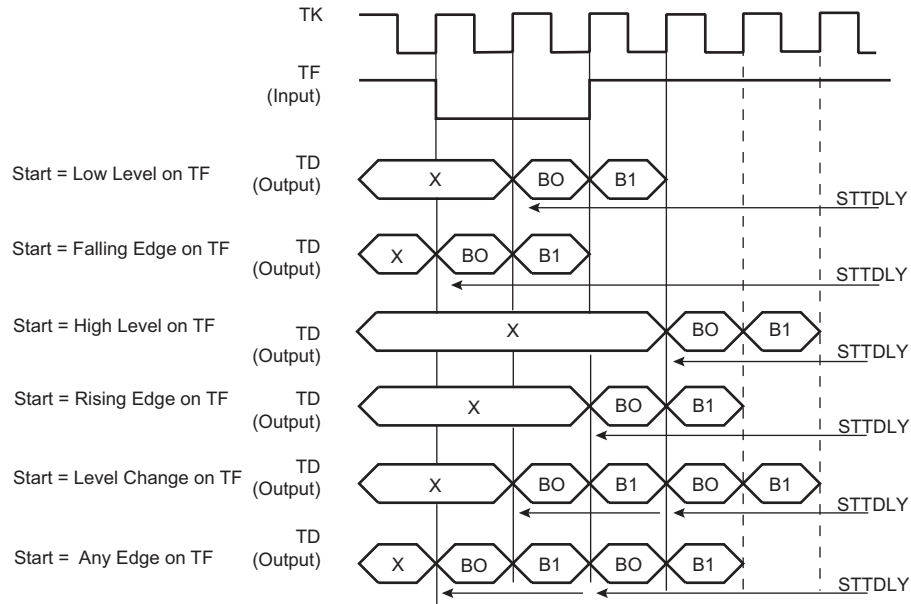 TK
TF
(Input)
Start = Low Level on TF
TD
(Output)
X
BO
B1
STTDLY
Start = Falling Edge on TF
TD
(Output)
X
BO
B1
STTDLY
Start = High Level on TF
TD
(Output)
X
BO
B1
STTDLY
Start = Rising Edge on TF
TD
(Output)
X
BO
B1
STTDLY
Start = Level Change on TF
TD
(Output)
X
BO
B1
BO
B1
STTDLY
Start = Any Edge on TF
TD
(Output)
X
BO
B1
BO
B1
STTDLY